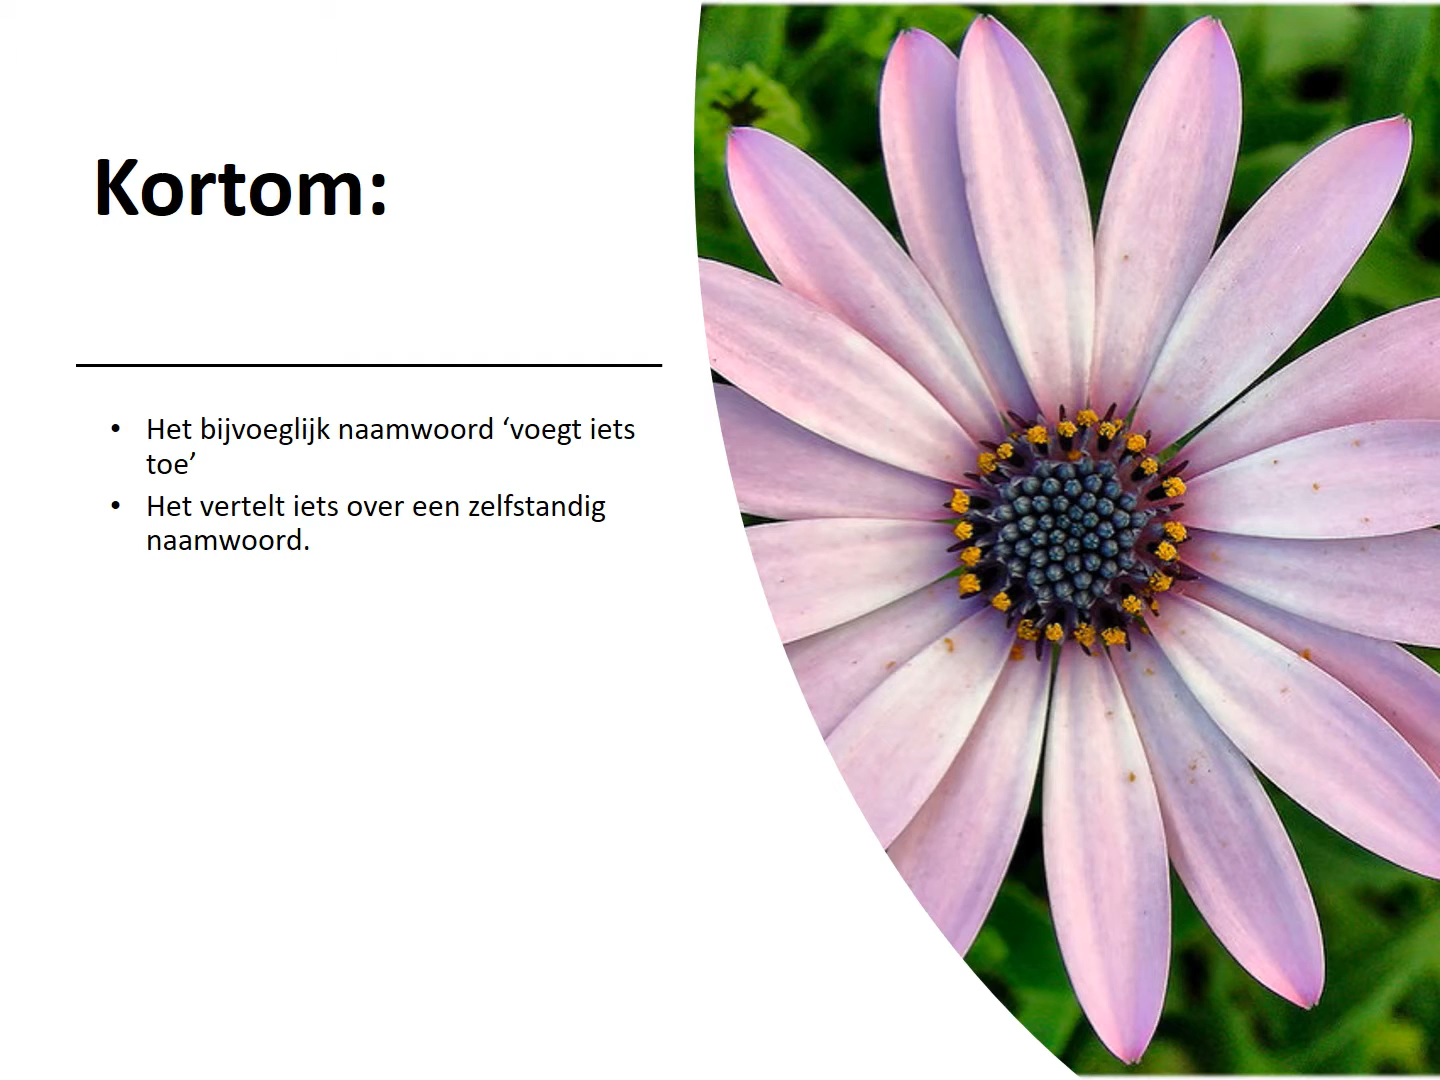 Kortom:
• Het bijvoeglijk naamwoord ‘voegt iets
toe’
• Het vertelt iets over een zelfstandig
naamwoord.